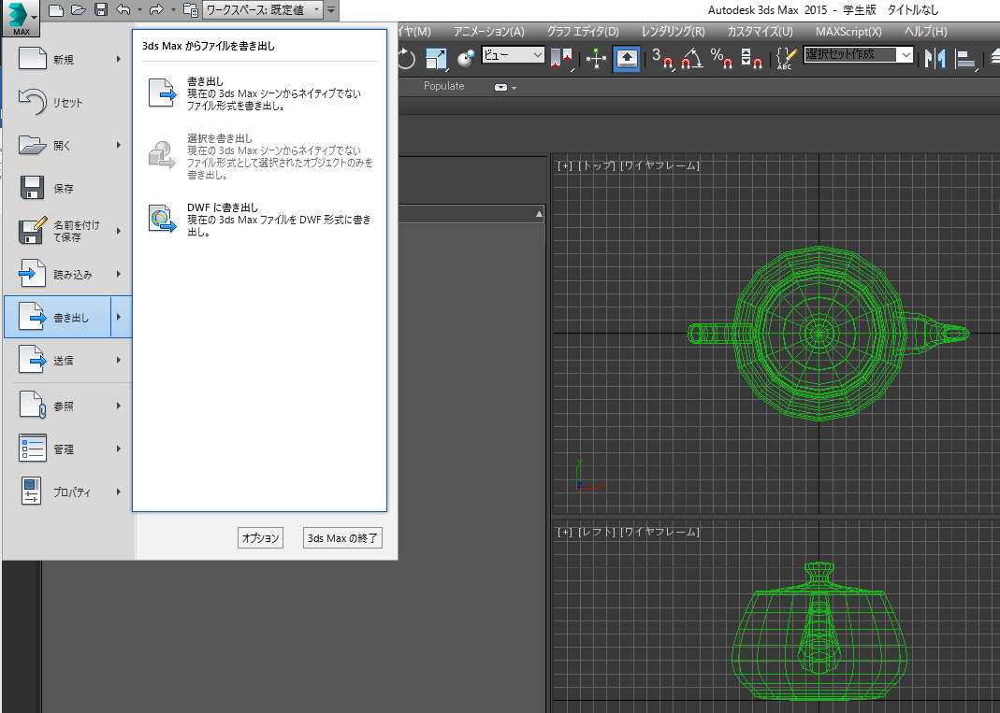 ワークスペース: 既定値
Autodesk 3ds Max 2015 - 学生版 タイトルなし
MAX
イヤ(M) アニメーション(A) グラフ エディタ(D) レンダリング(R) カスタマイズ(U) MAXScript(X) ヘルプ(H)
ビュー
3
%
ABC
選択セット作成
Populate
新規
リセット
開く
保存
名前を付け
て保存
読み込み
書き出し
送信
参照
管理
プロパティ
3ds Max からファイルを書き出し
書き出し
現在の 3ds Max シーンからネイティブでない
ファイル形式を書き出し。
選択を書き出し
現在の 3ds Max シーンからネイティブでない
ファイル形式として選択されたオブジェクトのみを
書き出し。
DWF に書き出し
現在の 3ds Max ファイルを DWF 形式に書き
出し。
オプション
3ds Max の終了
[+] [トップ] [ワイヤフレーム]
y
z
x
[+] [レフト] [ワイヤフレーム]